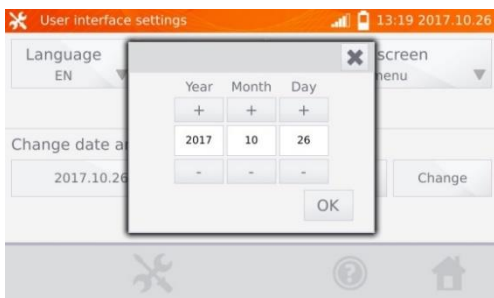 User interface settings 13:19 2017.10.26
Language
EN
screen
menu
Year Month Day
+ + +
2017 10 26
- - -
OK
Change date a
2017.10.26
Change